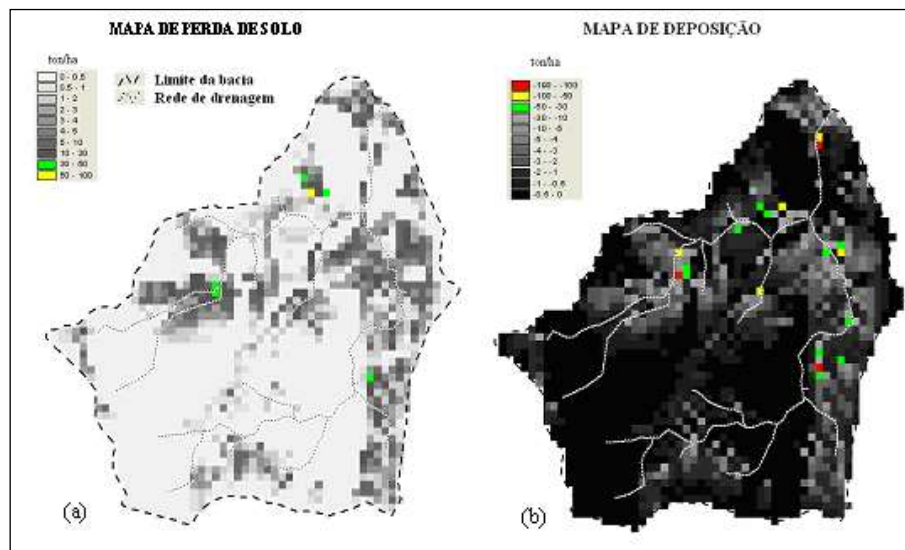 MAPA DE PERDA DE SOLO
ton/ha
0 - 0.5
0.5 - 1
1 - 2
2 - 3
3 - 4
4 - 5
5 - 10
10 - 20
20 - 50
50 - 100
Limite da bacia
Rede de drenagem
(a)
MAPA DE DEPOSIÇÃO
ton/ha
-100 - -50
-20 - -10
-10 - -5
-5 - -4
-4 - -3
-3 - -2
-2 - -1
-1 - -0.5
-0.5 - 0
(b)